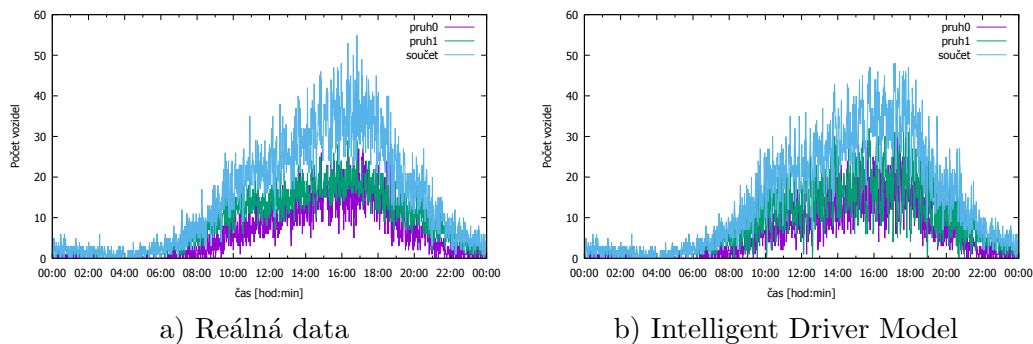 60
50
40
30
20
10
0
00:00 02:00 04:00 06:00 08:00 10:00 12:00 14:00 16:00 18:00 20:00 22:00 00:00
Počet vozidel
čas [hod:min]
pruh0
pruh1
součet
a) Reálná data
60
50
40
30
20
10
0
00:00 02:00 04:00 06:00 08:00 10:00 12:00 14:00 16:00 18:00 20:00 22:00 00:00
Počet vozidel
čas [hod:min]
pruh0
pruh1
součet
b) Intelligent Driver Model